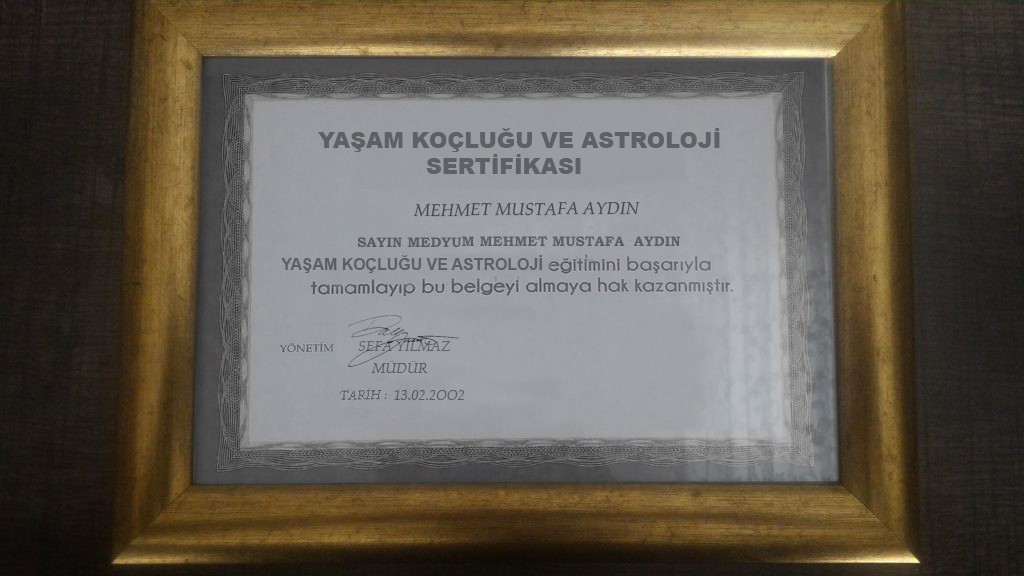 YAŞAM KOÇLUĞU VE ASTROLOJİ
SERTİFİKASI
MEHMET MUSTAFA AYDIN
SAYIN MEDYUM MEHMET MUSTAFA AYDIN
YAŞAM KOÇLUĞU VE ASTROLOJİ eğitimini başarıyla
tamamlayıp bu belgeyi almaya hak kazanmıştır.
YÖNETİM SEFA YILMAZ
MÜDÜR
TARİH : 13.02.2002